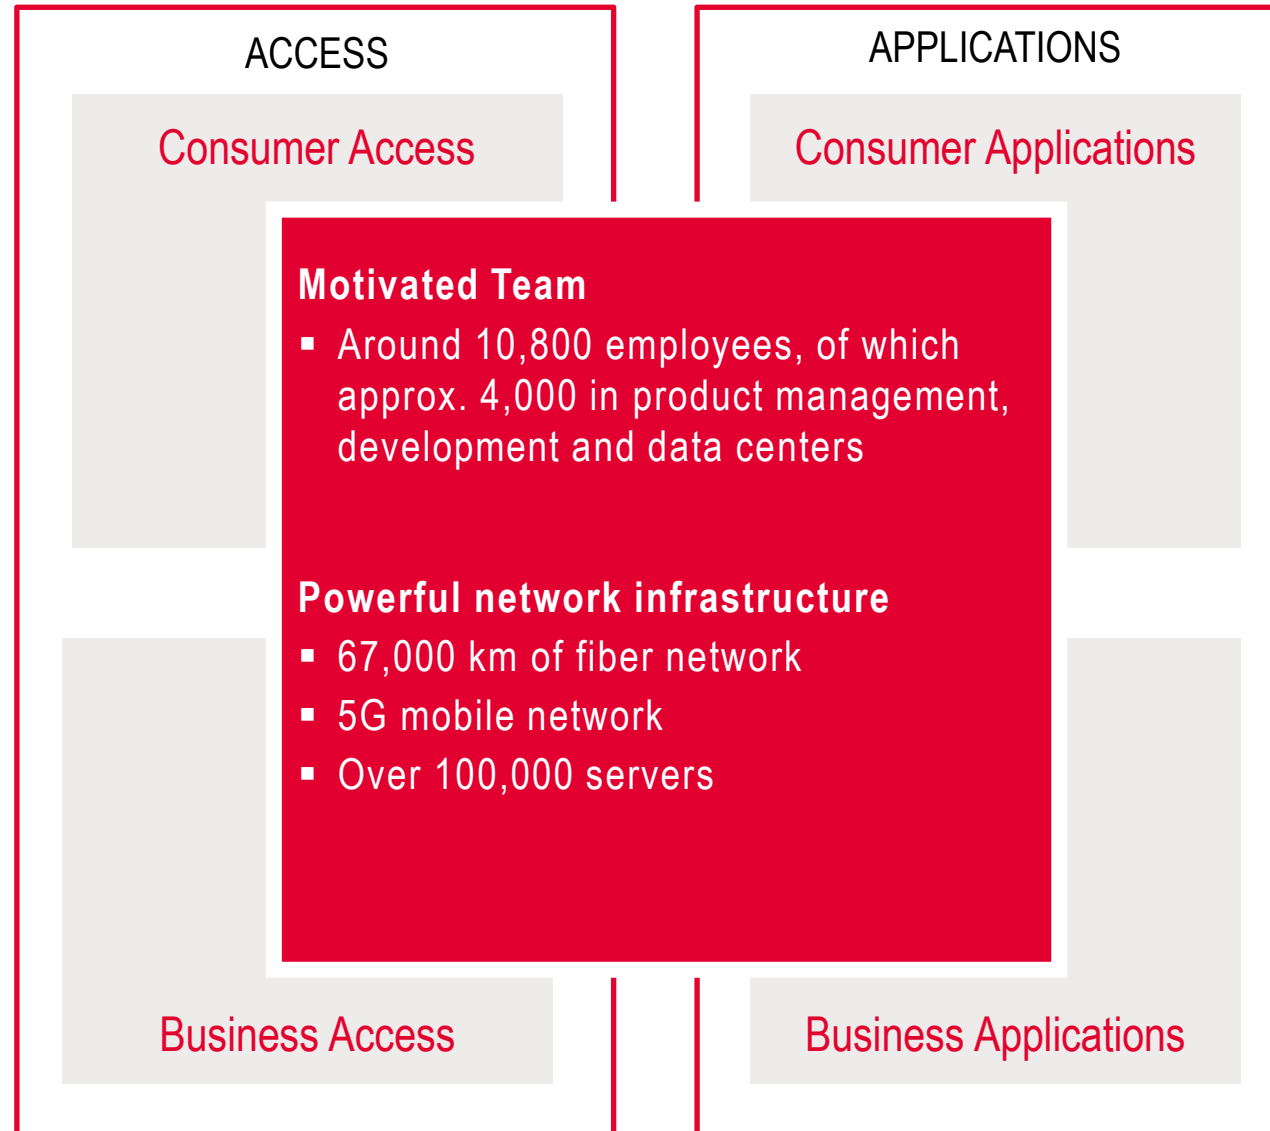 ACCESS
APPLICATIONS
Consumer Access
Consumer Applications
Motivated Team
▪ Around 10,800 employees, of which
approx. 4,000 in product management,
development and data centers
Powerful network infrastructure
▪ 67,000 km of fiber network
▪ 5G mobile network
▪ Over 100,000 servers
Business Access
Business Applications